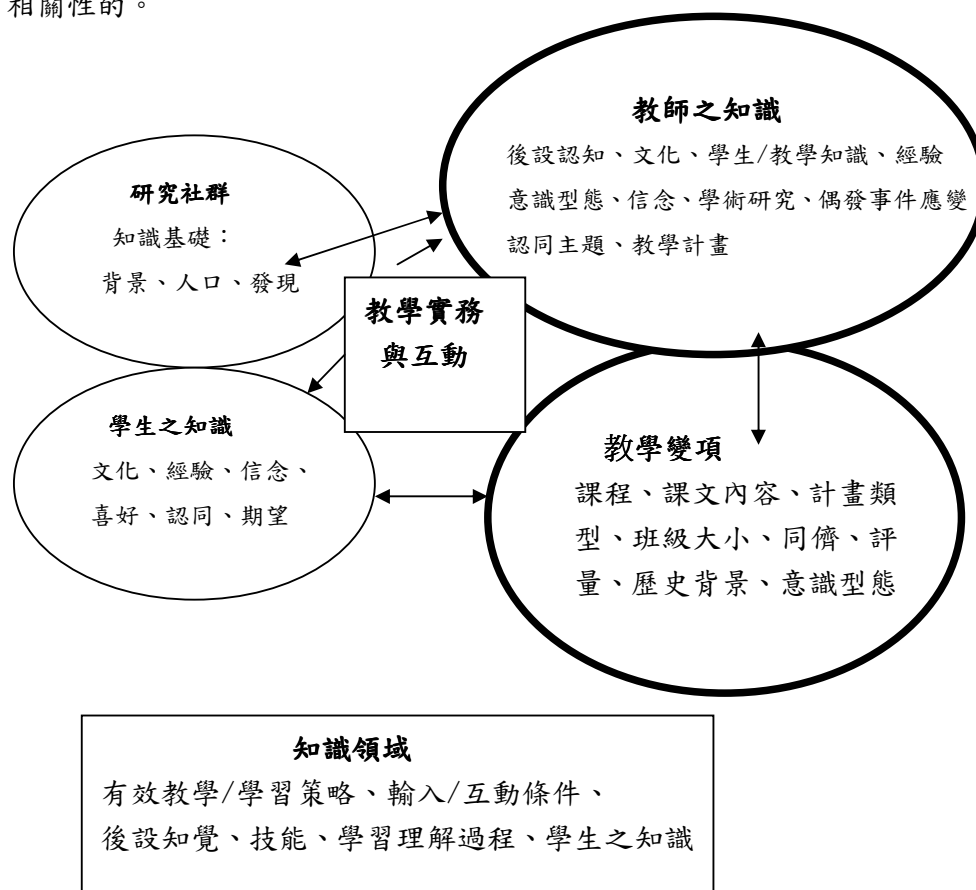 相關性的。
教師之知識
後設認知、文化、學生/教學知識、經驗
意識型態、信念、學術研究、偶發事件應變
認同主題、教學計畫
研究社群
知識基礎：
背景、人口、發現
教學實務
與互動
學生之知識
文化、經驗、信念、
喜好、認同、期望
教學變項
課程、課文內容、計畫類
型、班級大小、同儕、評
量、歷史背景、意識型態
知識領域
有效教學/學習策略、輸入/互動條件、
後設知覺、技能、學習理解過程、學生之知識